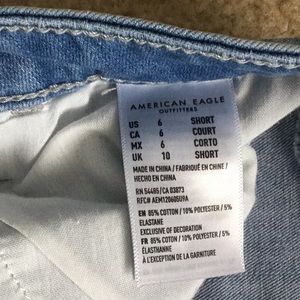 AMERICAN EAGLE
OUTFITTERS
US 6 SHORT
CA 6 COURT
MX 6 CORTO
UK 10 SHORT
MADE IN CHINA / FABRIQUÉ EN CHINE /
HECHO EN CHINA
RN 54485/CA 03873
RFC# AEM120605U9A
EN 85% COTTON / 10% POLYESTER / 5%
ELASTANE
EXCLUSIVE OF DECORATION
FR 85% COTON / 10% POLYESTER / 5%
ÉLASTHANNE
À L'EXCEPTION DE LA GARNITURE